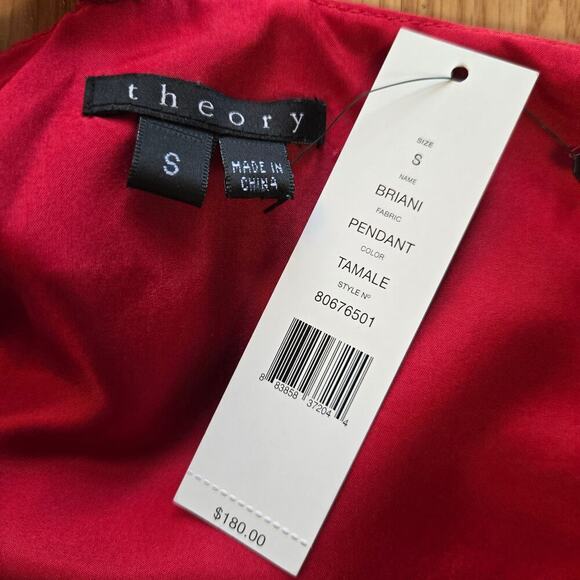 theory
S
MADE IN
CHINA
SIZE
S
NAME
BRIANI
FABRIC
PENDANT
COLOR
TAMALE
STYLE Nº
80676501
8 83858 37204 4
$180.00